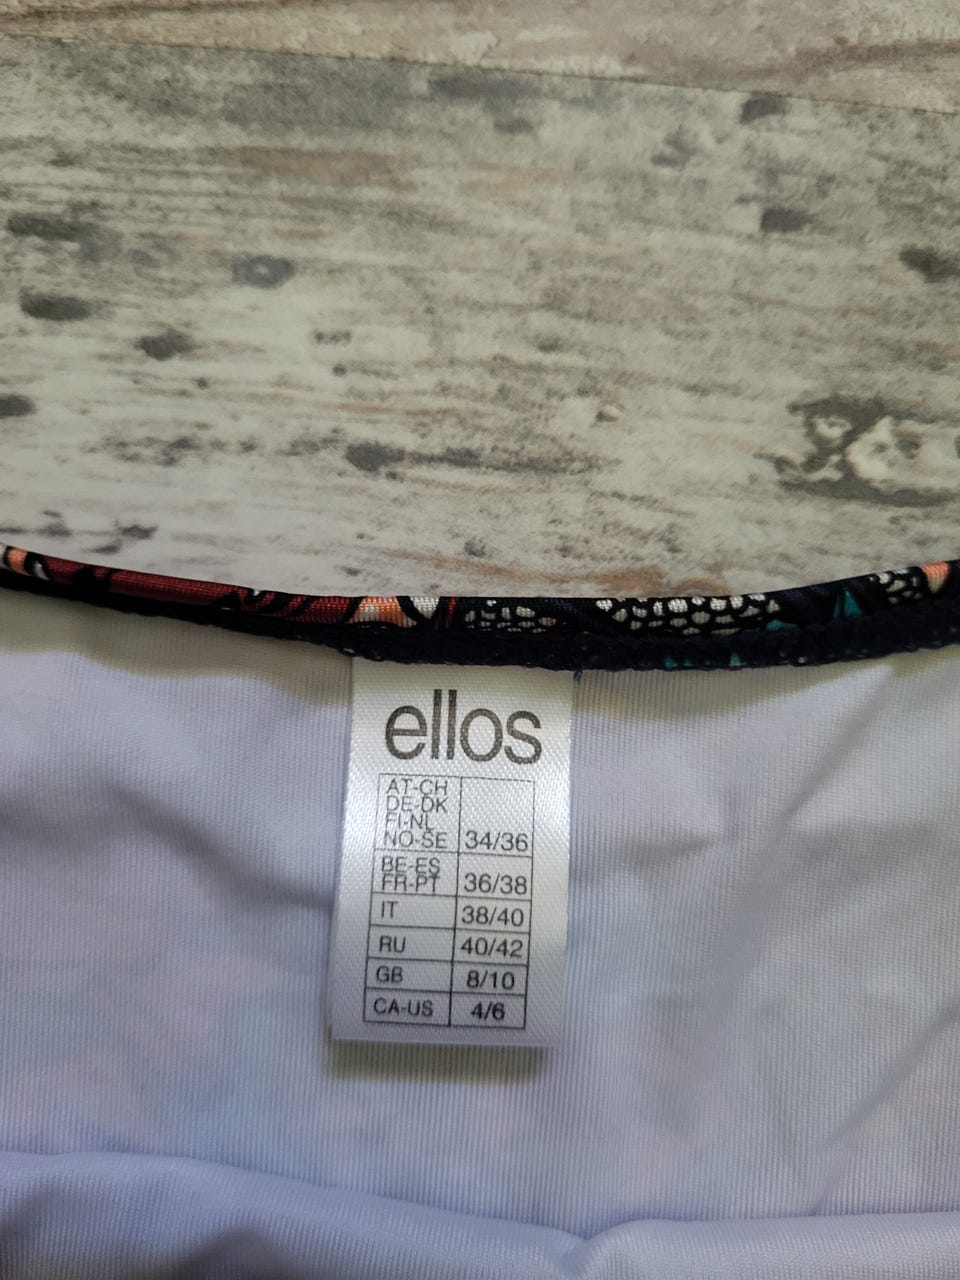 ellos
AT-CH
DE-DK
FI-NL
NO-SE 34/36
BE-ES
FR-PT 36/38
IT 38/40
RU 40/42
GB 8/10
CA-US 4/6